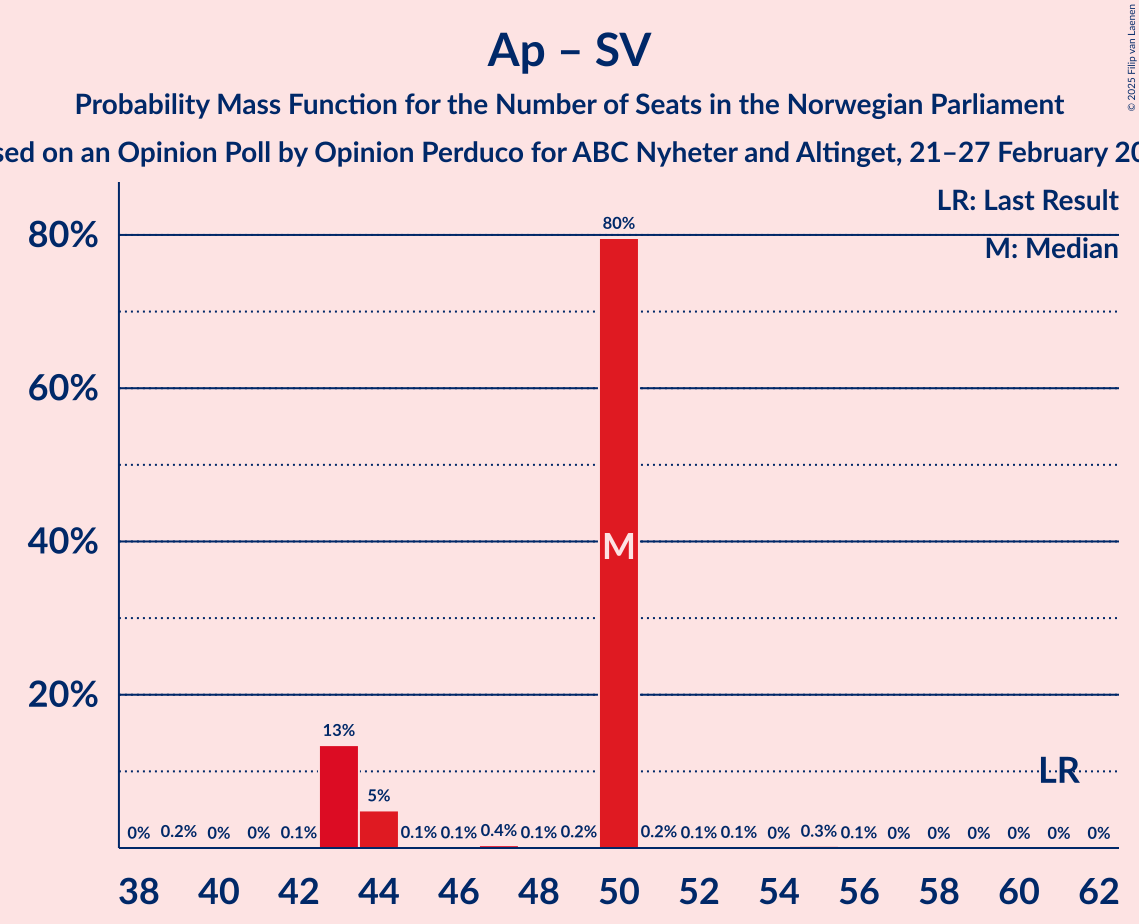 Ap – SV
Probability Mass Function for the Number of Seats in the Norwegian Parliament
on an Opinion Poll by Opinion Perduco for ABC Nyheter and Altinget, 21–27 February
© 2025 Filip van Laenen
LR: Last Result
M: Median
80%
60%
40%
20%
0% 0.2% 0% 0% 0.1% 13% 5% 0.1% 0.1% 0.4% 0.1% 0.2% 80% 0.2% 0.1% 0.1% 0% 0.3% 0.1% 0% 0% 0% 0% 0% 0%
M
LR
38 40 42 44 46 48 50 52 54 56 58 60 62